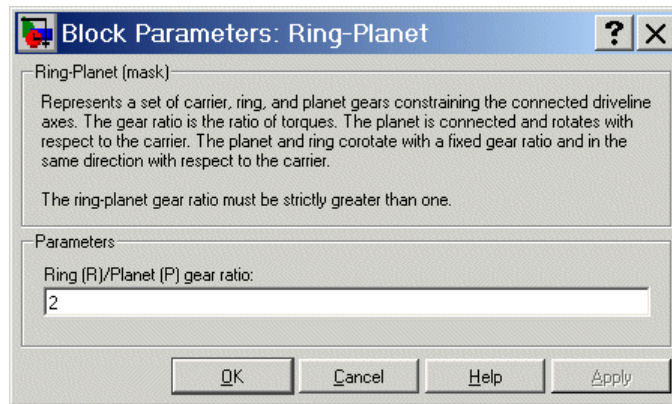 Block Parameters: Ring-Planet
Ring-Planet (mask)
Represents a set of carrier, ring, and planet gears constraining the connected driveline
axes. The gear ratio is the ratio of torques. The planet is connected and rotates with
respect to the carrier. The planet and ring corotate with a fixed gear ratio and in the
same direction with respect to the carrier.
The ring-planet gear ratio must be strictly greater than one.
Parameters
Ring (R)/Planet (P) gear ratio:
2
OK Cancel Help Apply